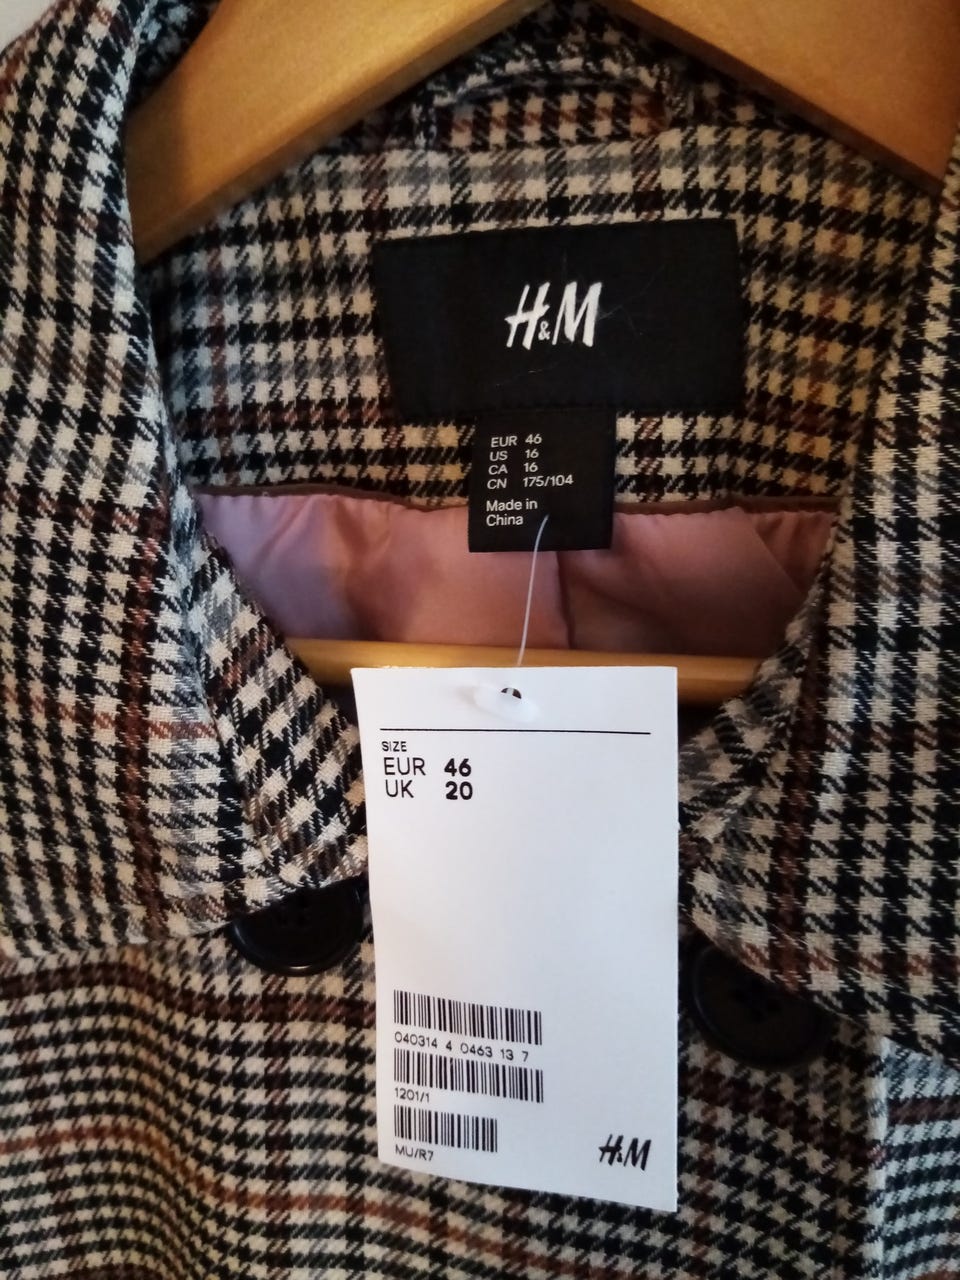 H&M
EUR 46
US 16
CA 16
CN 175/104
Made in
China
SIZE
EUR 46
UK 20
040314 4 0463 13 7
1201/1
MU/R7
H&M